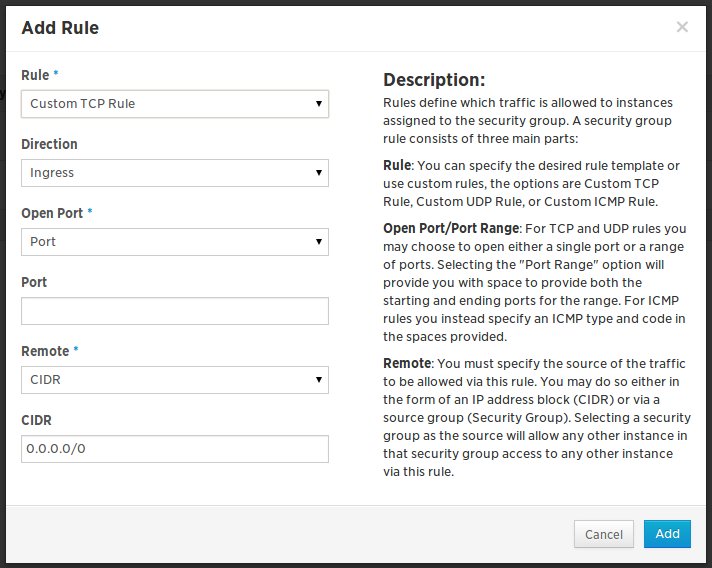 Add Rule
×
Rule *
Custom TCP Rule
Direction
Ingress
Open Port *
Port
Port
Remote *
CIDR
CIDR
0.0.0.0/0
Description:
Rules define which traffic is allowed to instances
assigned to the security group. A security group
rule consists of three main parts:
Rule: You can specify the desired rule template or
use custom rules, the options are Custom TCP
Rule, Custom UDP Rule, or Custom ICMP Rule.
Open Port/Port Range: For TCP and UDP rules you
may choose to open either a single port or a range
of ports. Selecting the "Port Range" option will
provide you with space to provide both the
starting and ending ports for the range. For ICMP
rules you instead specify an ICMP type and code in
the spaces provided.
Remote: You must specify the source of the traffic
to be allowed via this rule. You may do so either in
the form of an IP address block (CIDR) or via a
source group (Security Group). Selecting a security
group as the source will allow any other instance in
that security group access to any other instance
via this rule.
Cancel
Add